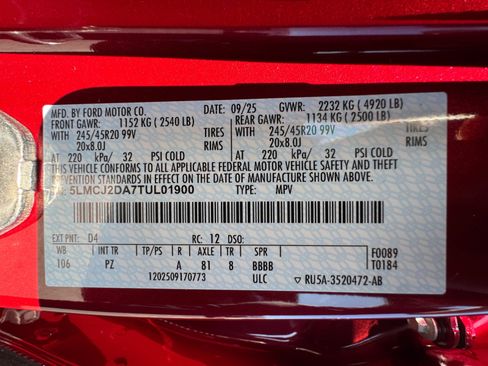 MFD. BY FORD MOTOR CO.
DATE: 09/25 GVWR: 2232 KG ( 4920 LB)
FRONT GAWR: 1152 KG ( 2540 LB) REAR GAWR: 1134 KG ( 2500 LB)
WITH 245/45R20 99V TIRES WITH 245/45R20 99V TIRES
20x8.0J RIMS 20x8.0J RIMS
AT 220 kPa/ 32 PSI COLD AT 220 kPa/ 32 PSI COLD
THIS VEHICLE CONFORMS TO ALL APPLICABLE FEDERAL MOTOR VEHICLE SAFETY AND
THEFT PREVENTION STANDARDS IN EFFECT ON THE DATE OF MANUFACTURE SHOWN ABOVE.
VIN: 5LMCJ2DA7TUL01900 TYPE: MPV
EXT PNT: D4 RC: 12 DSO:
WB INT TR TP/PS R AXLE TR SPR F0089
106 PZ A 81 8 BBBB T0184
1202509170773 ULC RU5A-3520472-AB